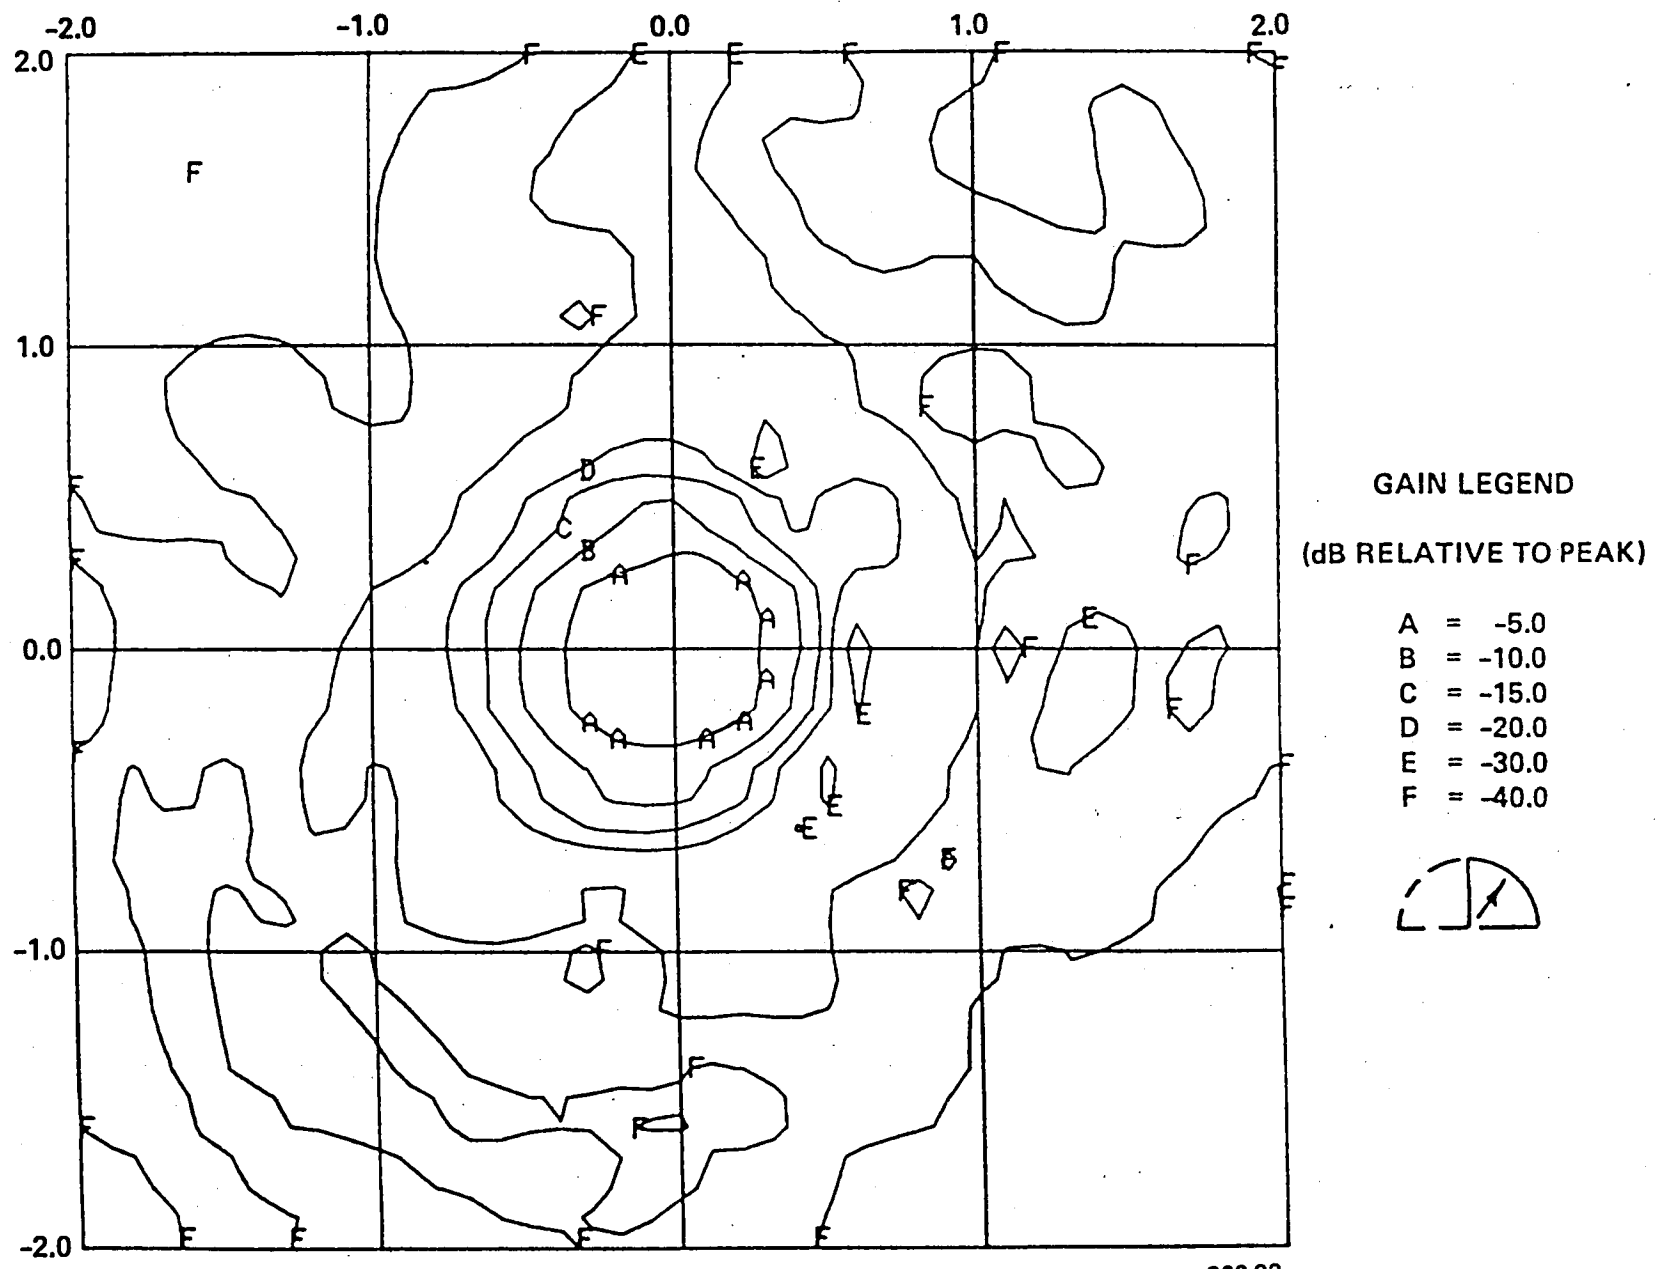 -2.0 -1.0 0.0 1.0 2.0
2.0
F E E F F F F
F
F
1.0
F
D E
F
C
F
B F
A A
A E
0.0 F
A
E F
A A
A A
F
F
E
E
F
F
-1.0 F
F
F
F
-2.0 F F F F
GAIN LEGEND
(dB RELATIVE TO PEAK)
A = -5.0
B = -10.0
C = -15.0
D = -20.0
E = -30.0
F = -40.0